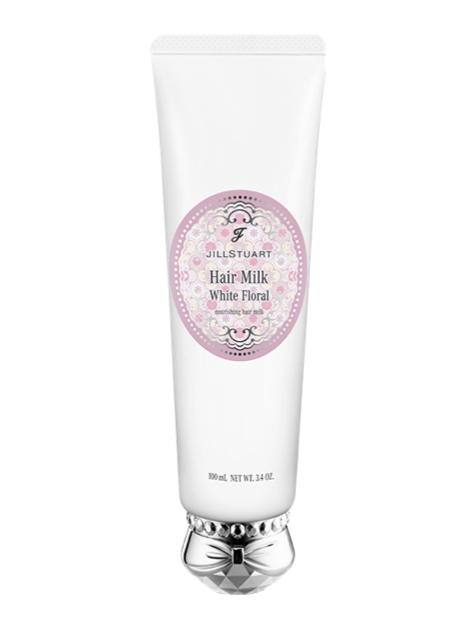 J
JILLSTUART
Hair Milk
White Floral
nourishing hair milk
100 mL NET WT. 3.4 OZ.